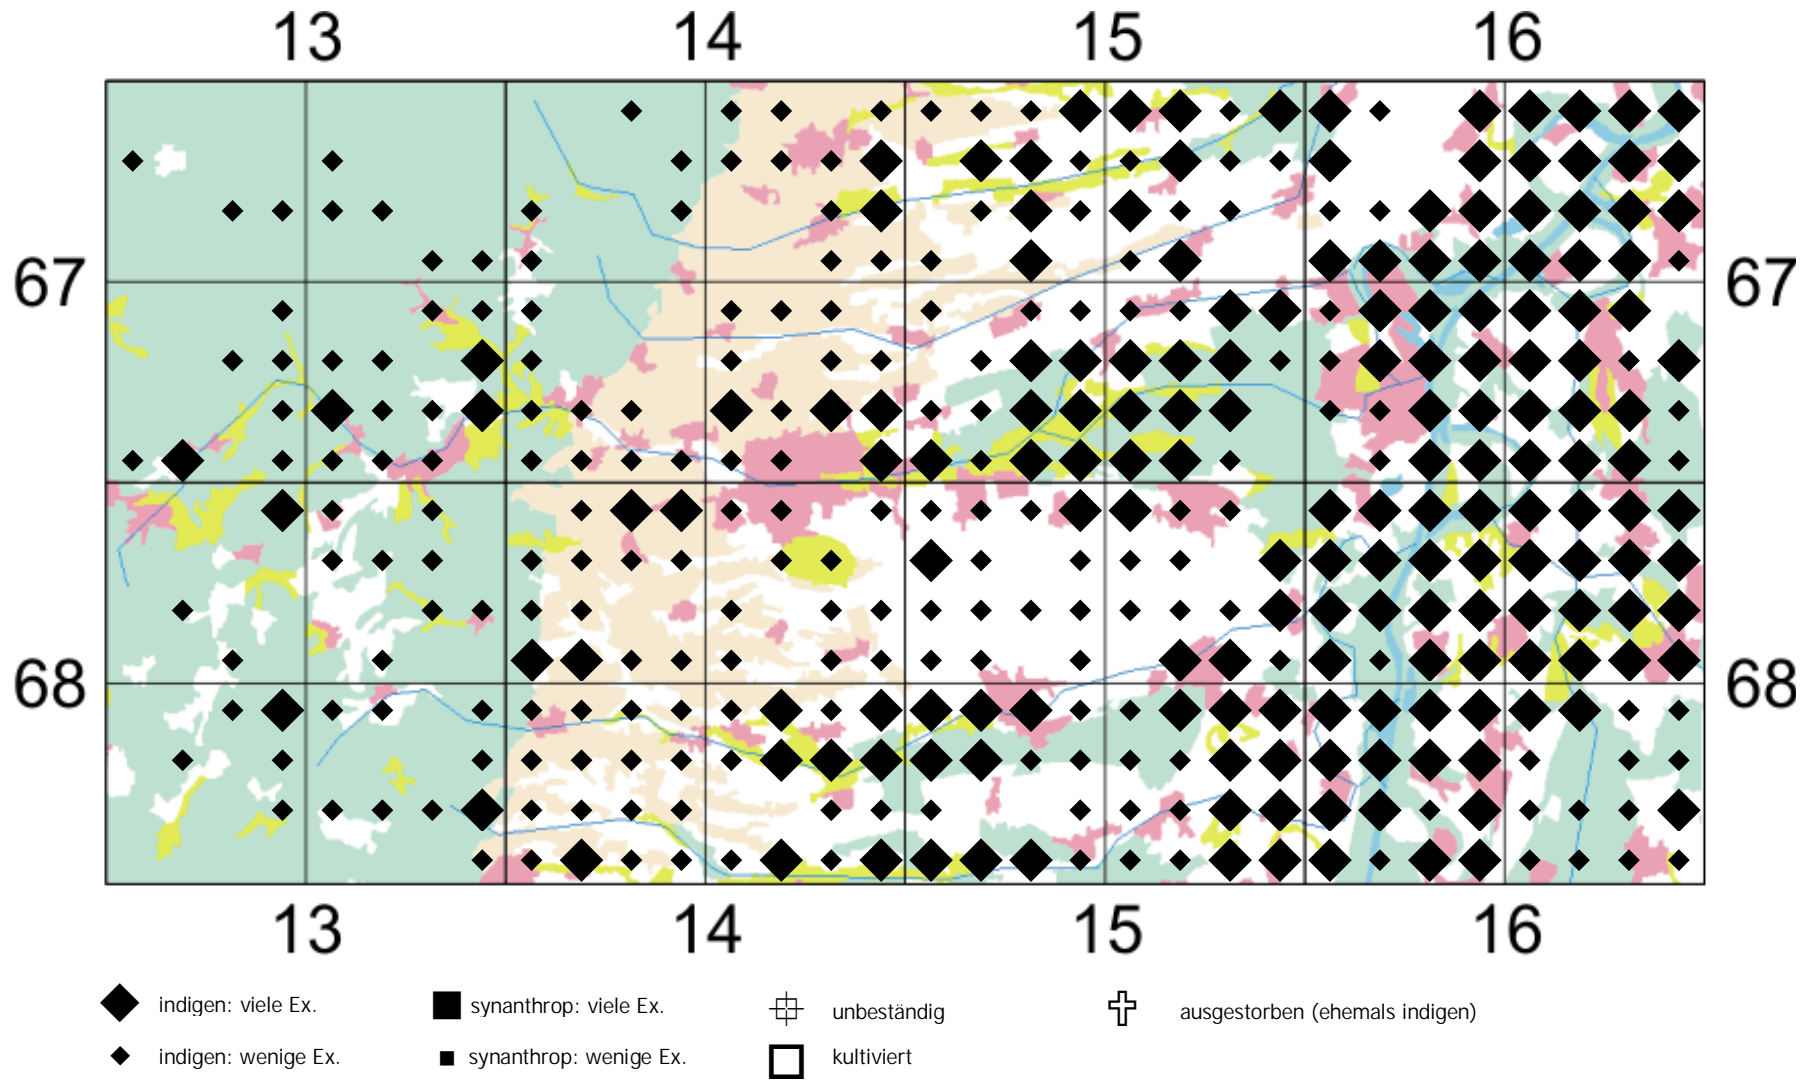 13 14 15 16
67 67
68 68
13 14 15 16
indigen: viele Ex. synanthrop: viele Ex. unbeständig ausgestorben (ehemals indigen)
indigen: wenige Ex. synanthrop: wenige Ex. kultiviert